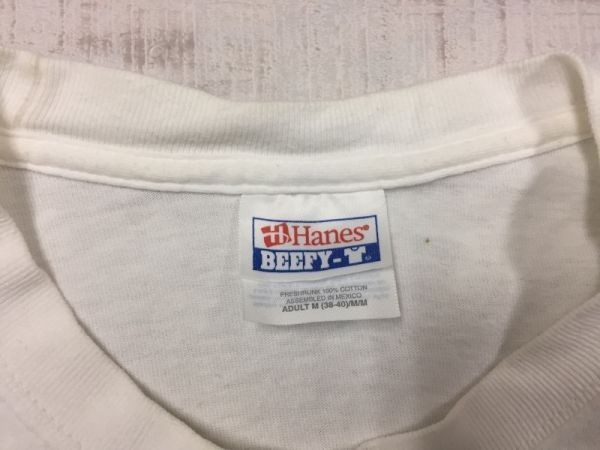 Hanes®
BEEFY-T®
PRESHRUNK 100% COTTON
ASSEMBLED IN MEXICO
ADULT M (38-40)/M/M